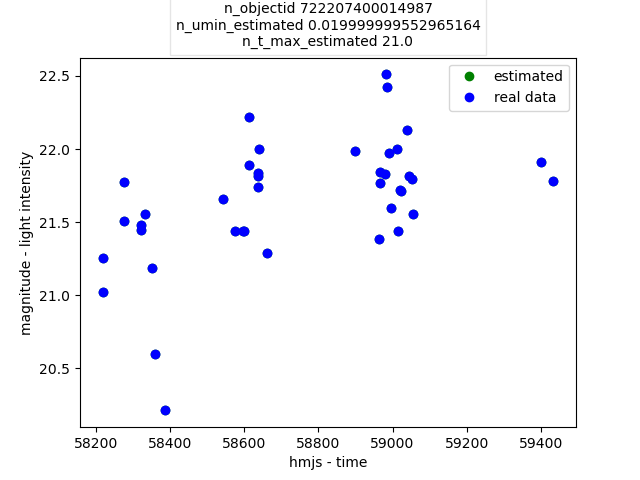 n_objectid 722207400014987
n_umin_estimated 0.019999999552965164
n_t_max_estimated 21.0
22.5
22.0
21.5
21.0
20.5
magnitude - light intensity
estimated
real data
58200 58400 58600 58800 59000 59200 59400
hmjs - time